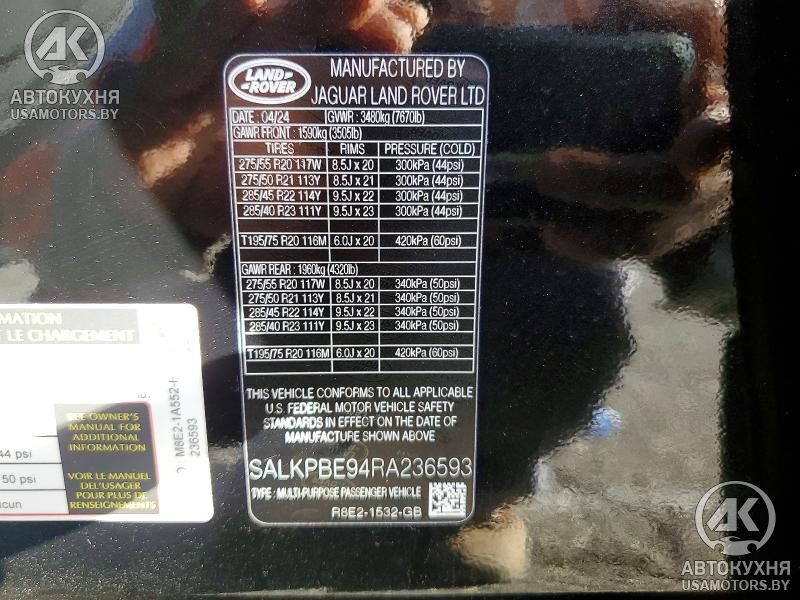 АК
АВТОКУХНЯ
USAMOTORS.BY
LAND ROVER
MANUFACTURED BY
JAGUAR LAND ROVER LTD
DATE : 04/24 GVWR : 3480kg (7670lb)
GAWR FRONT : 1590kg (3505lb)
TIRES RIMS PRESSURE (COLD)
275/55 R20 117W 8.5J x 20 300kPa (44psi)
275/50 R21 113Y 8.5J x 21 300kPa (44psi)
285/45 R22 114Y 9.5J x 22 300kPa (44psi)
285/40 R23 111Y 9.5J x 23 300kPa (44psi)
T195/75 R20 116M 6.0J x 20 420kPa (60psi)
GAWR REAR : 1960kg (4320lb)
275/55 R20 117W 8.5J x 20 340kPa (50psi)
275/50 R21 113Y 8.5J x 21 340kPa (50psi)
285/45 R22 114Y 9.5J x 22 340kPa (50psi)
285/40 R23 111Y 9.5J x 23 340kPa (50psi)
T195/75 R20 116M 6.0J x 20 420kPa (60psi)
THIS VEHICLE CONFORMS TO ALL APPLICABLE
U.S. FEDERAL MOTOR VEHICLE SAFETY
STANDARDS IN EFFECT ON THE DATE OF
MANUFACTURE SHOWN ABOVE
SALKPBE94RA236593
TYPE : MULTI-PURPOSE PASSENGER VEHICLE
R8E2-1532-GB
RMATION
T LE CHARGEMENT
SEE OWNER'S
MANUAL FOR
ADDITIONAL
INFORMATION
VOIR LE MANUEL
DEL'USAGER
POUR PLUS DE
RENSEIGNEMENTS
44 psi
50 psi
ucun
M8E2-1A552-
236593
АК
АВТОКУХНЯ
USAMOTORS.BY